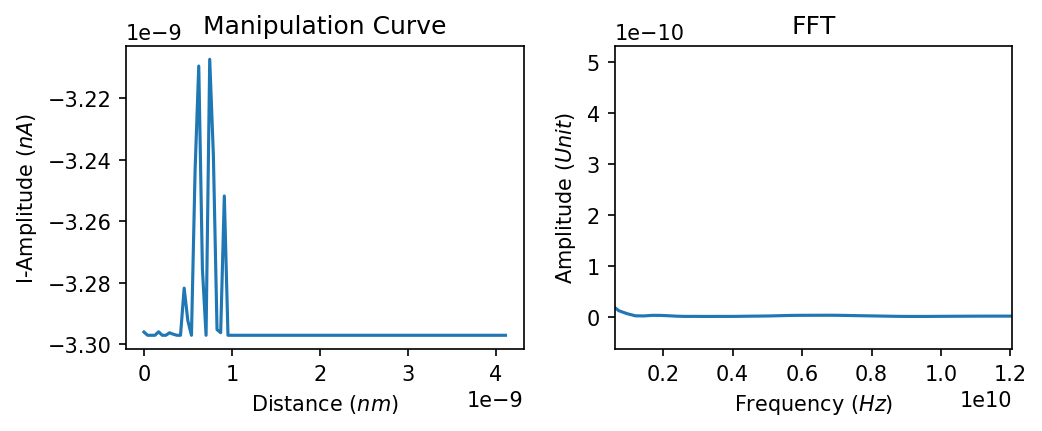 Manipulation Curve
1e−9
−3.22
−3.24
−3.26
−3.28
−3.30
I-Amplitude (nA)
0 1 2 3 4
1e−9
Distance (nm)
FFT
1e−10
5
4
3
2
1
0
Amplitude (Unit)
0.2 0.4 0.6 0.8 1.0 1.2
1e10
Frequency (Hz)